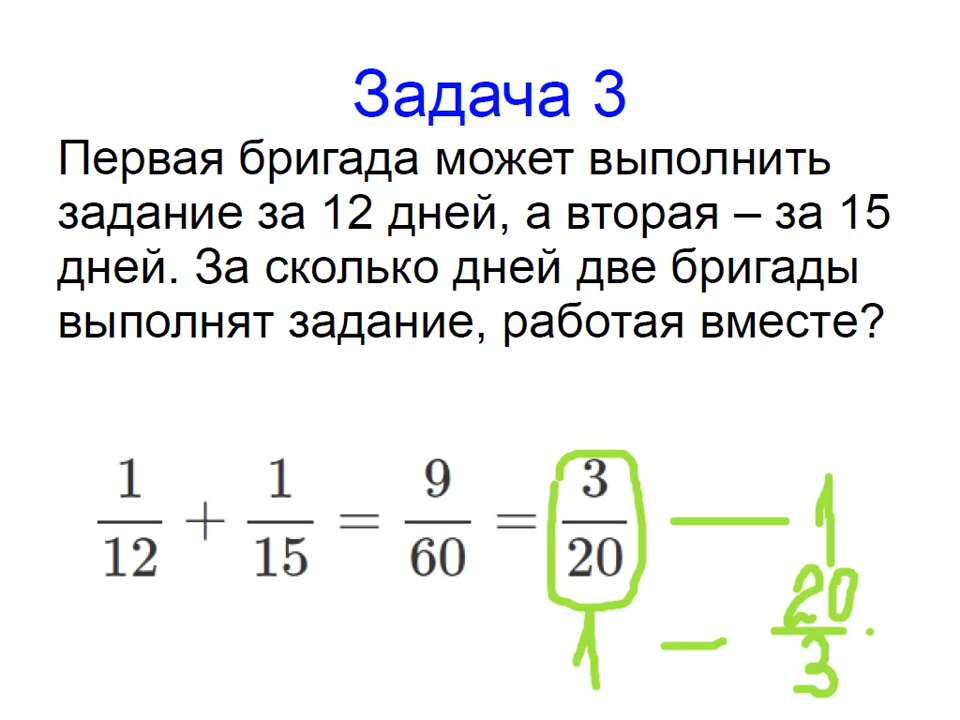 Задача 3
Первая бригада может выполнить
задание за 12 дней, а вторая – за 15
дней. За сколько дней две бригады
выполнят задание, работая вместе?
1/12 + 1/15 = 9/60 = 3/20 — 1
1 — 20/3 .